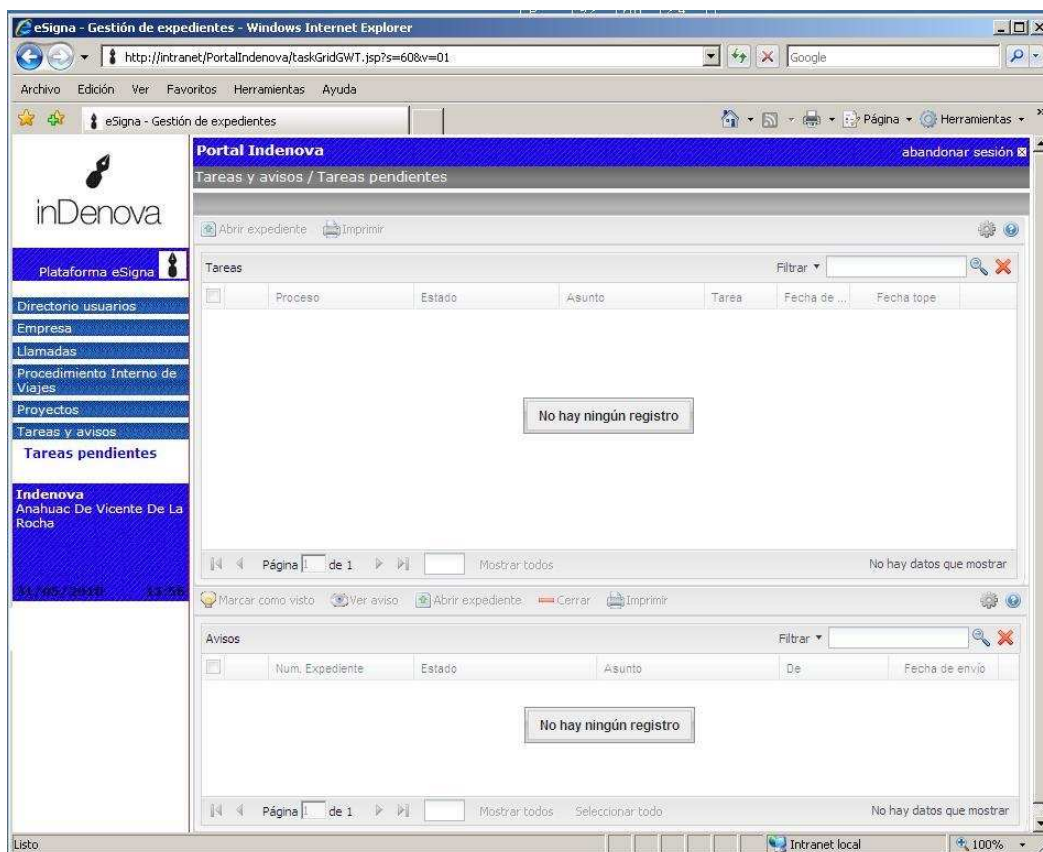 eSigna - Gestión de expedientes - Windows Internet Explorer
http://intranet/PortalIndenova/taskGridGWT.jsp?s=60&v=01
Google
Archivo Edición Ver Favoritos Herramientas Ayuda
eSigna - Gestión de expedientes
Página Herramientas
Portal Indenova
abandonar sesión
Tareas y avisos / Tareas pendientes
inDenova
Plataforma eSigna
Directorio usuarios
Empresa
Llamadas
Procedimiento Interno de
Viajes
Proyectos
Tareas y avisos
Tareas pendientes
Indenova
Anahuac De Vicente De La
Rocha
31/05/2010 13:56
Abrir expediente Imprimir
Tareas Filtrar
Proceso Estado Asunto Tarea Fecha de ... Fecha tope
No hay ningún registro
Página 1 de 1 Mostrar todos No hay datos que mostrar
Marcar como visto Ver aviso Abrir expediente Cerrar Imprimir
Avisos Filtrar
Num. Expediente Estado Asunto De Fecha de envío
No hay ningún registro
Página 1 de 1 Mostrar todos Seleccionar todo No hay datos que mostrar
Listo Intranet local 100%